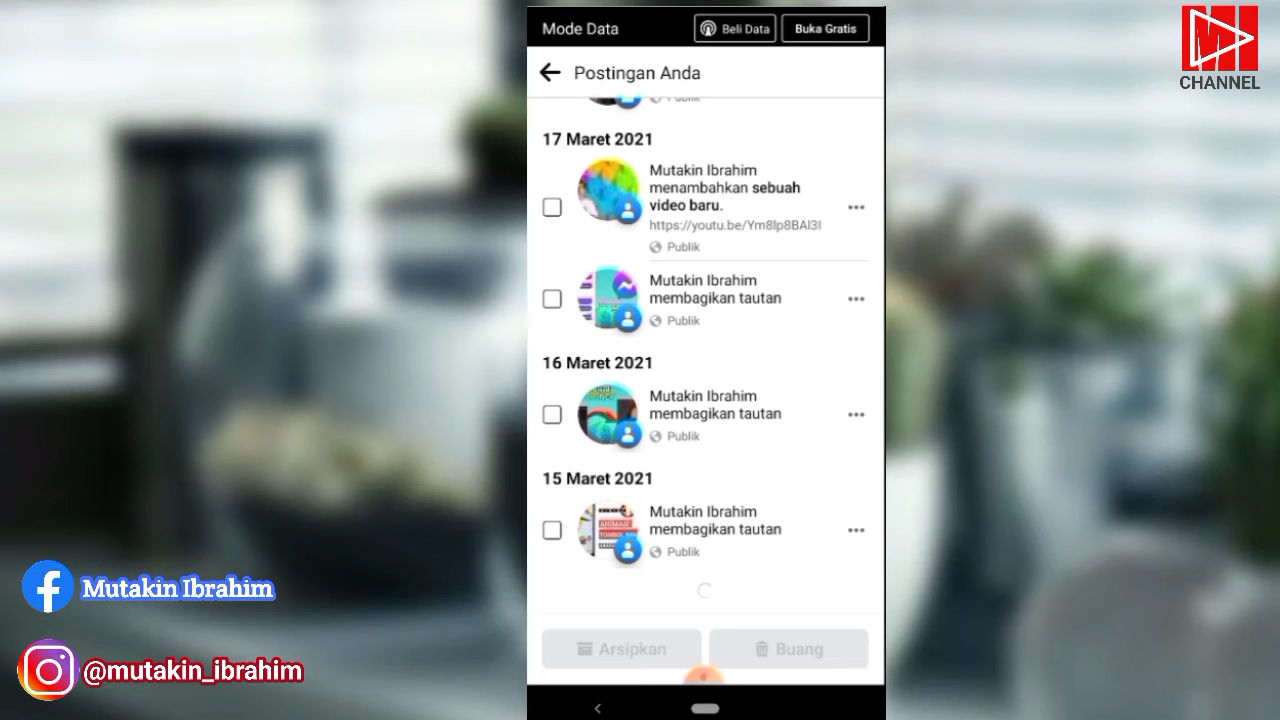 Mode Data
Beli Data
Buka Gratis
Postingan Anda
Publik
17 Maret 2021
Mutakin Ibrahim
menambahkan sebuah
video baru.
https://youtu.be/Ym8lp8BAl3I
Publik
Mutakin Ibrahim
membagikan tautan
Publik
16 Maret 2021
Mutakin Ibrahim
membagikan tautan
Publik
15 Maret 2021
ANIMASI
Mutakin Ibrahim
membagikan tautan
Publik
Arsipkan
Buang
CHANNEL
Mutakin Ibrahim
@mutakin_ibrahim